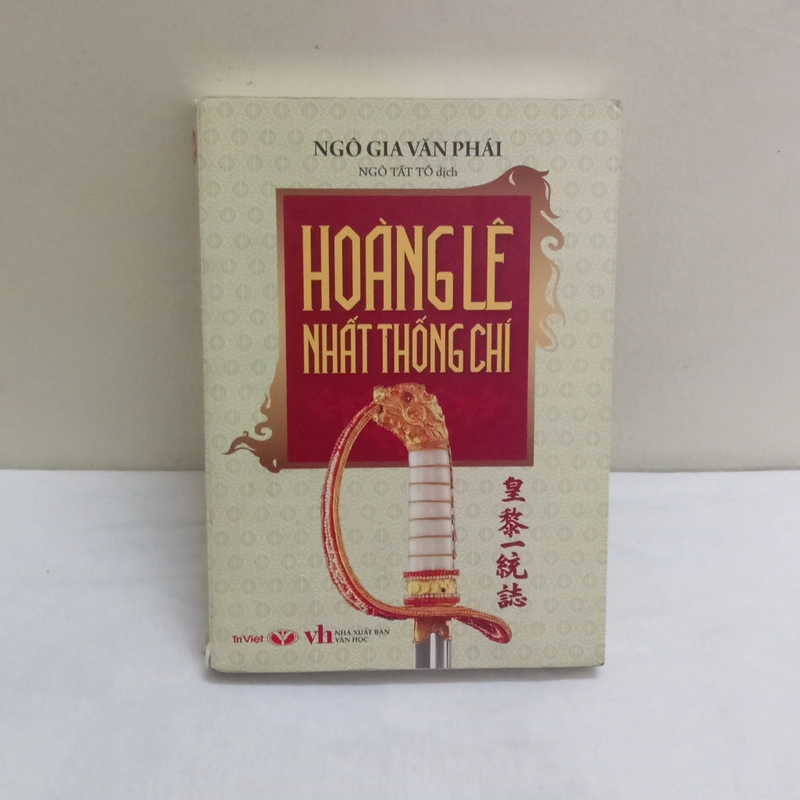 NGÔ GIA VĂN PHÁI
NGÔ TẤT TỐ dịch
HOÀNG LÊ
NHẤT THỐNG CHÍ
皇黎一統誌
Tri Việt
vh NHÀ XUẤT BẢN
VĂN HỌC